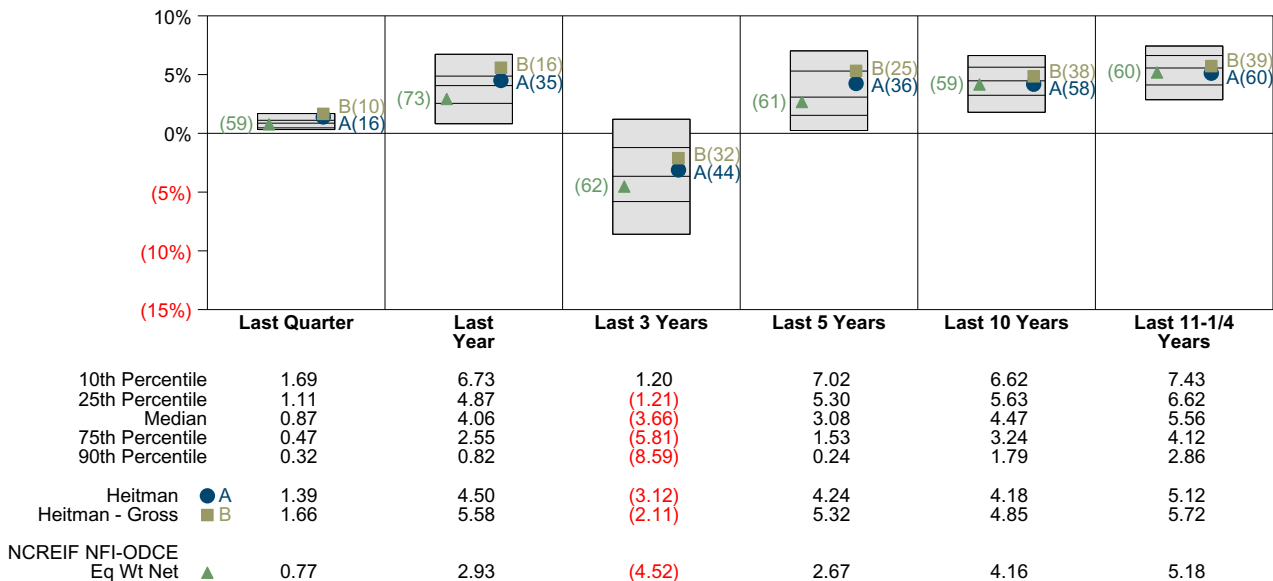 10%
5%
0%
(5%)
(10%)
(15%)
(59)
B(10)
A(16)
(73)
B(16)
A(35)
(62)
B(32)
A(44)
(61)
B(25)
A(36)
(59)
B(38)
A(58)
(60)
B(39)
A(60)
Last Quarter
Last
Year
Last 3 Years
Last 5 Years
Last 10 Years
Last 11-1/4
Years
10th Percentile 1.69 6.73 1.20 7.02 6.62 7.43
25th Percentile 1.11 4.87 (1.21) 5.30 5.63 6.62
Median 0.87 4.06 (3.66) 3.08 4.47 5.56
75th Percentile 0.47 2.55 (5.81) 1.53 3.24 4.12
90th Percentile 0.32 0.82 (8.59) 0.24 1.79 2.86
Heitman A 1.39 4.50 (3.12) 4.24 4.18 5.12
Heitman - Gross B 1.66 5.58 (2.11) 5.32 4.85 5.72
NCREIF NFI-ODCE
Eq Wt Net 0.77 2.93 (4.52) 2.67 4.16 5.18